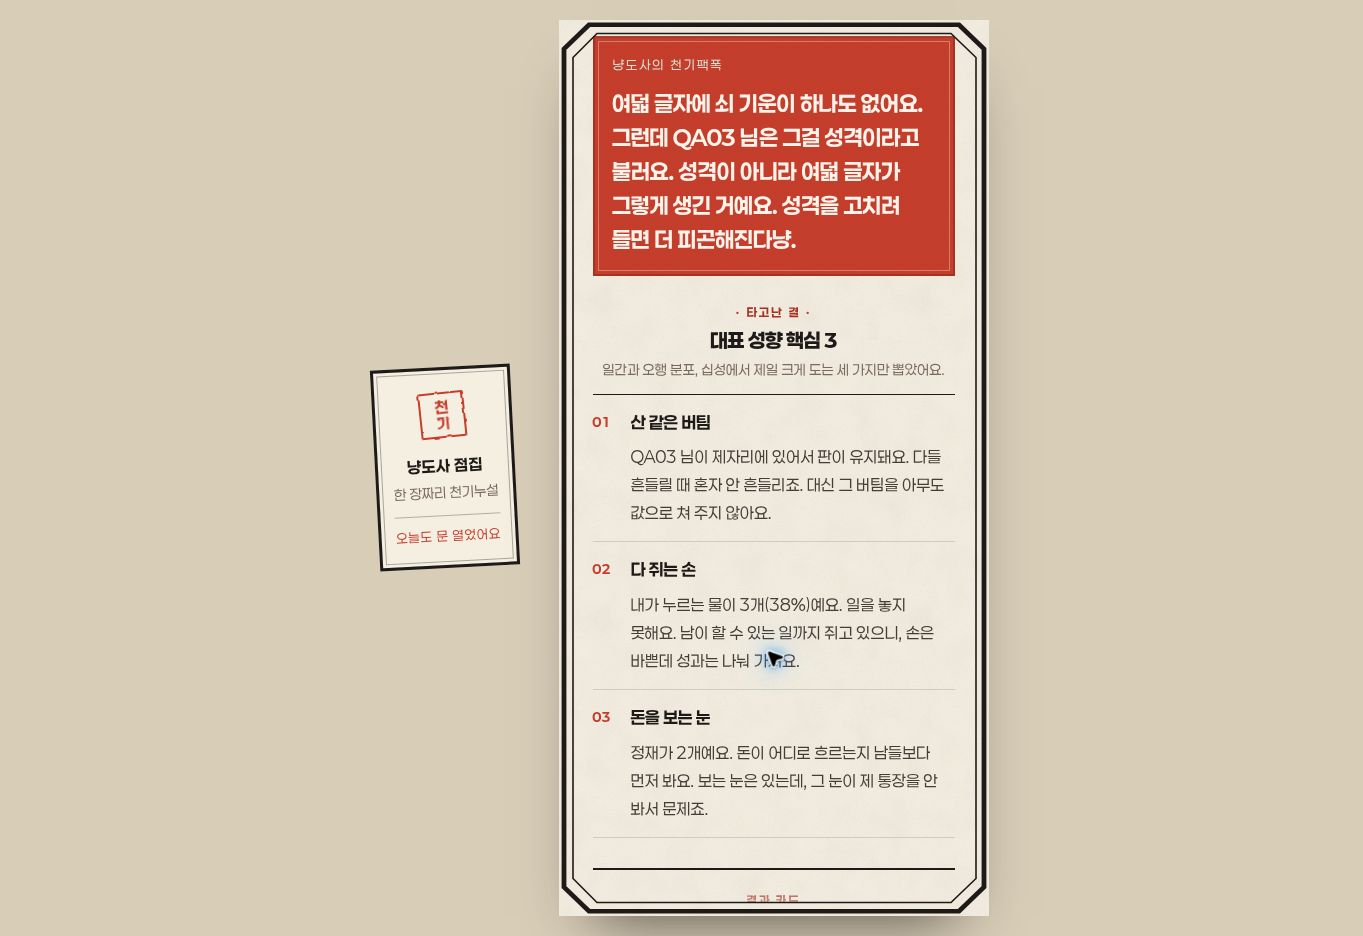 냥도사의 천기팩폭
여덟 글자에 쇠 기운이 하나도 없어요.
그런데 QA03 님은 그걸 성격이라고
불러요. 성격이 아니라 여덟 글자가
그렇게 생긴 거예요. 성격을 고치려
들면 더 피곤해진다냥.
· 타고난 결 ·
대표 성향 핵심 3
일간과 오행 분포, 십성에서 제일 크게 도는 세 가지만 뽑았어요.
01 산 같은 버팀
QA03 님이 제자리에 있어서 판이 유지돼요. 다들
흔들릴 때 혼자 안 흔들리죠. 대신 그 버팀을 아무도
값으로 쳐 주지 않아요.
02 다 쥐는 손
내가 누르는 물이 3개(38%)예요. 일을 놓지
못해요. 남이 할 수 있는 일까지 쥐고 있으니, 손은
바쁜데 성과는 나눠
03 돈을 보는 눈
정재가 2개예요. 돈이 어디로 흐르는지 남들보다
먼저 봐요. 보는 눈은 있는데, 그 눈이 제 통장을 안
봐서 문제죠.
결과 카드
천
기
냥도사 점집
한 장짜리 천기누설
오늘도 문 열었어요